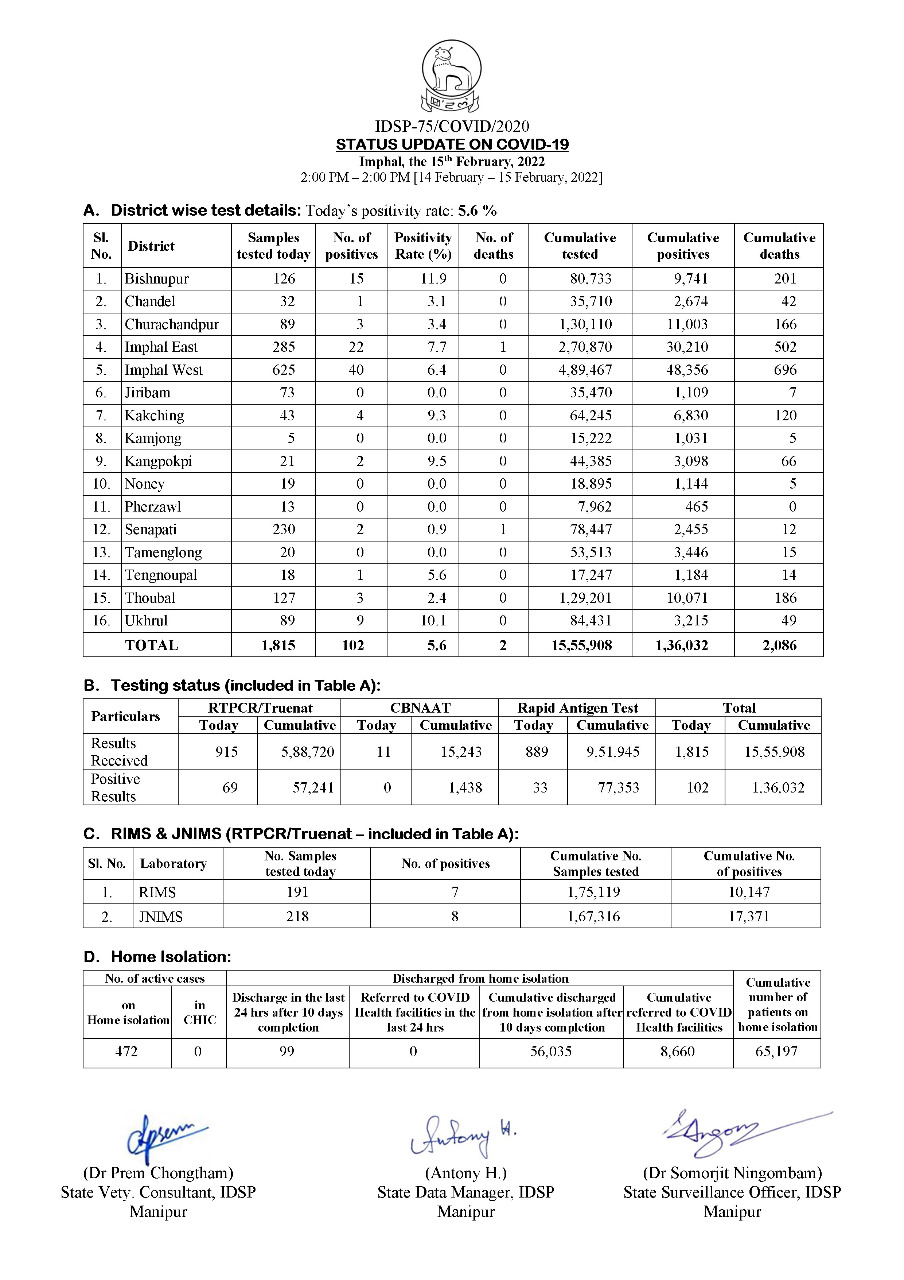 IDSP-75/COVID/2020
STATUS UPDATE ON COVID-19
Imphal, the 15th February, 2022
2:00 PM – 2:00 PM [14 February – 15 February, 2022]
A. District wise test details: Today's positivity rate: 5.6 %
Sl. No. District Samples tested today No. of positives Positivity Rate (%) No. of deaths Cumulative tested Cumulative positives Cumulative deaths
1. Bishnupur 126 15 11.9 0 80,733 9,741 201
2. Chandel 32 1 3.1 0 35,710 2,674 42
3. Churachandpur 89 3 3.4 0 1,30,110 11,003 166
4. Imphal East 285 22 7.7 1 2,70,870 30,210 502
5. Imphal West 625 40 6.4 0 4,89,467 48,356 696
6. Jiribam 73 0 0.0 0 35,470 1,109 7
7. Kakching 43 4 9.3 0 64,245 6,830 120
8. Kamjong 5 0 0.0 0 15,222 1,031 5
9. Kangpokpi 21 2 9.5 0 44,385 3,098 66
10. Noney 19 0 0.0 0 18,895 1,144 5
11. Pherzawl 13 0 0.0 0 7,962 465 0
12. Senapati 230 2 0.9 1 78,447 2,455 12
13. Tamenglong 20 0 0.0 0 53,513 3,446 15
14. Tengnoupal 18 1 5.6 0 17,247 1,184 14
15. Thoubal 127 3 2.4 0 1,29,201 10,071 186
16. Ukhrul 89 9 10.1 0 84,431 3,215 49
TOTAL 1,815 102 5.6 2 15,55,908 1,36,032 2,086
B. Testing status (included in Table A):
Particulars RTPCR/Truenat CBNAAT Rapid Antigen Test Total
Today Cumulative Today Cumulative Today Cumulative Today Cumulative
Results Received 915 5,88,720 11 15,243 889 9,51,945 1,815 15,55,908
Positive Results 69 57,241 0 1,438 33 77,353 102 1,36,032
C. RIMS & JNIMS (RTPCR/Truenat – included in Table A):
Sl. No. Laboratory No. Samples tested today No. of positives Cumulative No. Samples tested Cumulative No. of positives
1. RIMS 191 7 1,75,119 10,147
2. JNIMS 218 8 1,67,316 17,371
D. Home Isolation:
No. of active cases Discharged from home isolation Cumulative number of patients on home isolation
on Home isolation in CHIC Discharge in the last 24 hrs after 10 days completion Referred to COVID Health facilities in the last 24 hrs Cumulative discharged from home isolation after 10 days completion Cumulative referred to COVID Health facilities
472 0 99 0 56,035 8,660 65,197
Antony H.
(Dr Prem Chongtham) (Antony H.) (Dr Somorjit Ningombam)
State Vety. Consultant, IDSP State Data Manager, IDSP State Surveillance Officer, IDSP
Manipur Manipur Manipur